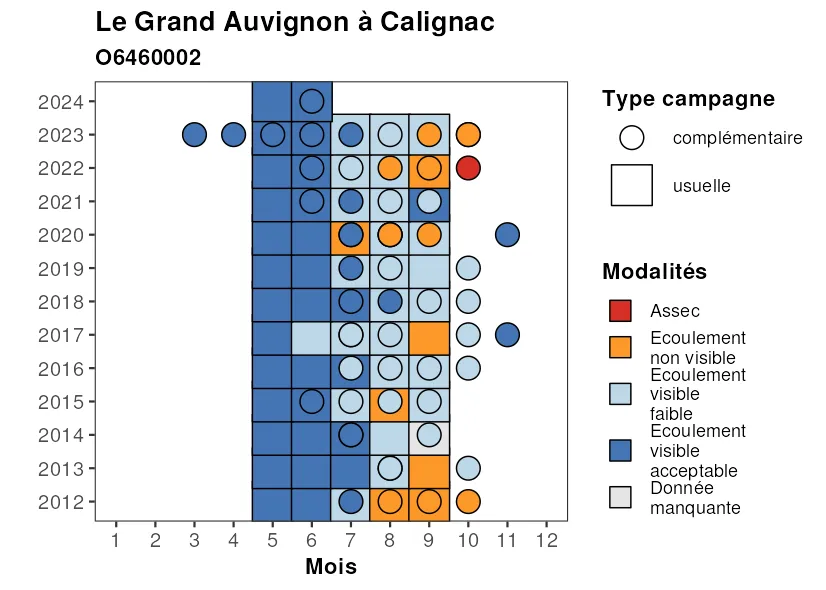 Le Grand Auvignon à Calignac
O6460002
2024
2023
2022
2021
2020
2019
2018
2017
2016
2015
2014
2013
2012
1 2 3 4 5 6 7 8 9 10 11 12
Mois
Type campagne
complémentaire
usuelle
Modalités
Assec
Ecoulement
non visible
Ecoulement
visible
faible
Ecoulement
visible
acceptable
Donnée
manquante